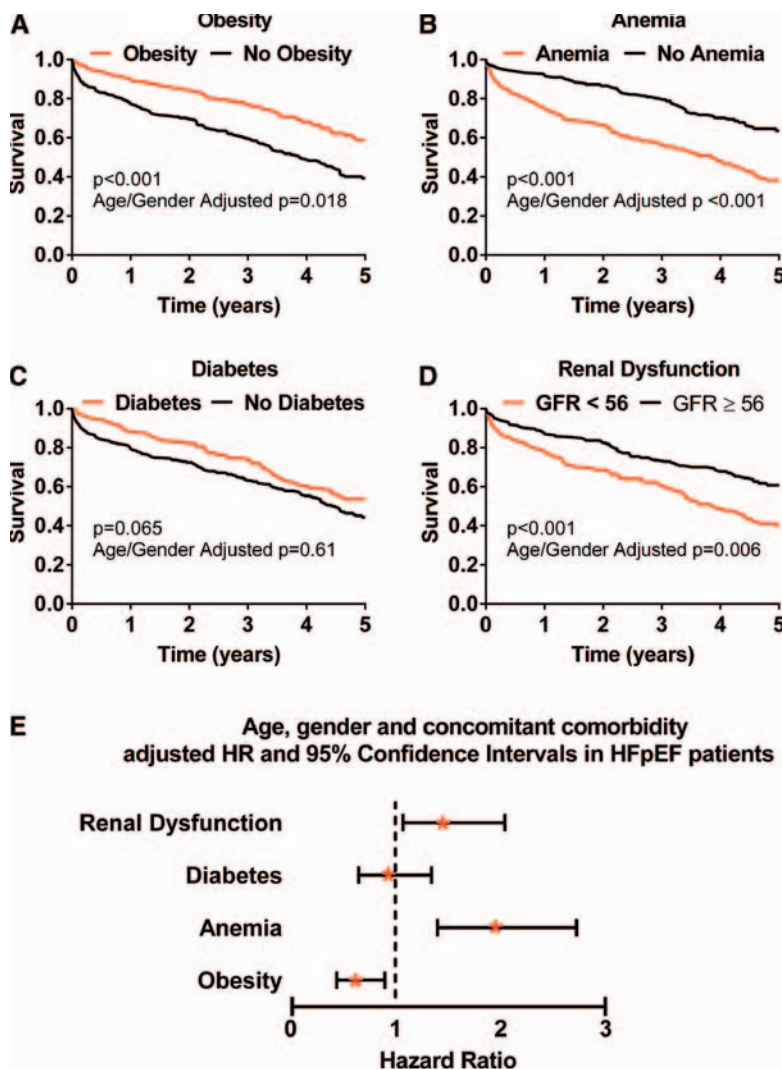 A
Obesity
Obesity No Obesity
Survival
1.0
0.8
0.6
0.4
0.2
0.0
p<0.001
Age/Gender Adjusted p=0.018
0 1 2 3 4 5
Time (years)
B
Anemia
Anemia No Anemia
Survival
1.0
0.8
0.6
0.4
0.2
0.0
p<0.001
Age/Gender Adjusted p <0.001
0 1 2 3 4 5
Time (years)
C
Diabetes
Diabetes No Diabetes
Survival
1.0
0.8
0.6
0.4
0.2
0.0
p=0.065
Age/Gender Adjusted p=0.61
0 1 2 3 4 5
Time (years)
D
Renal Dysfunction
GFR < 56 GFR ≥ 56
Survival
1.0
0.8
0.6
0.4
0.2
0.0
p<0.001
Age/Gender Adjusted p=0.006
0 1 2 3 4 5
Time (years)
E
Age, gender and concomitant comorbidity
adjusted HR and 95% Confidence Intervals in HFpEF patients
Renal Dysfunction
Diabetes
Anemia
Obesity
0 1 2 3
Hazard Ratio